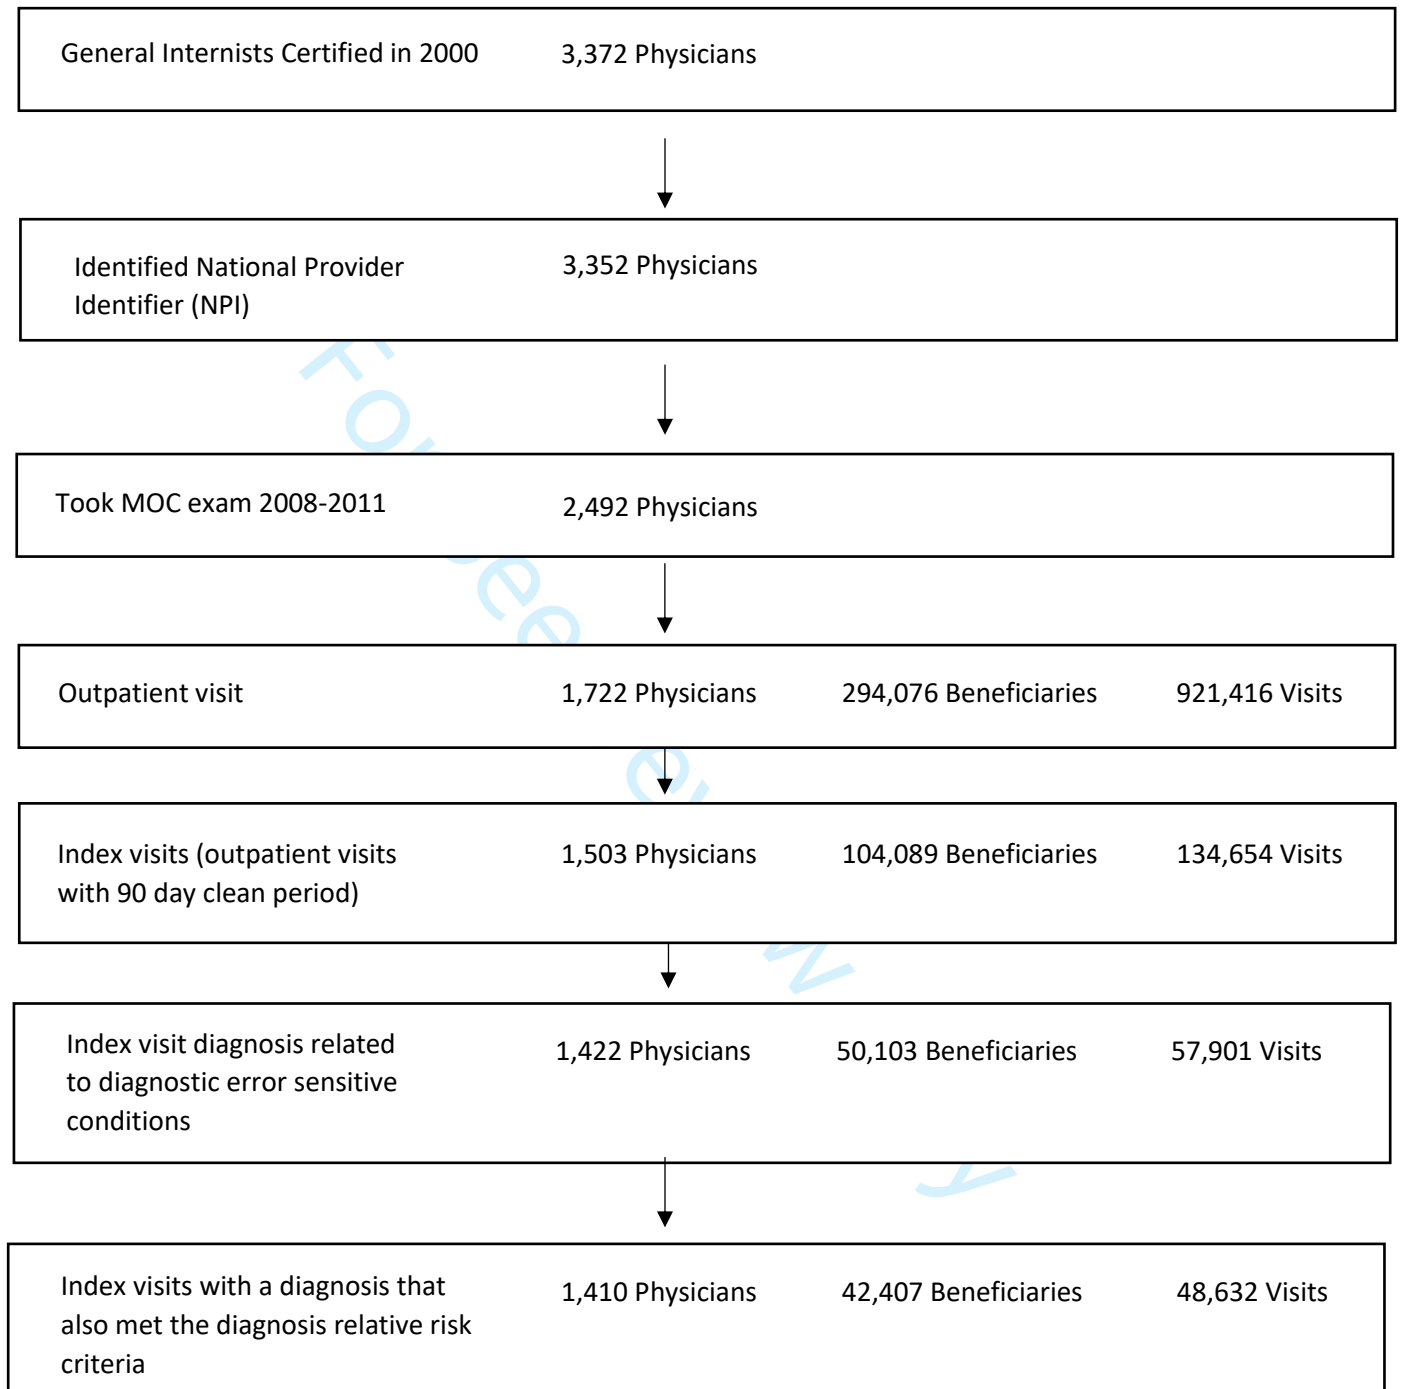 General Internists Certified in 2000 3,372 Physicians
Identified National Provider 3,352 Physicians
Identifier (NPI)
Took MOC exam 2008-2011 2,492 Physicians
Outpatient visit 1,722 Physicians 294,076 Beneficiaries 921,416 Visits
Index visits (outpatient visits 1,503 Physicians 104,089 Beneficiaries 134,654 Visits
with 90 day clean period)
Index visit diagnosis related 1,422 Physicians 50,103 Beneficiaries 57,901 Visits
to diagnostic error sensitive
conditions
Index visits with a diagnosis that 1,410 Physicians 42,407 Beneficiaries 48,632 Visits
also met the diagnosis relative risk
criteria